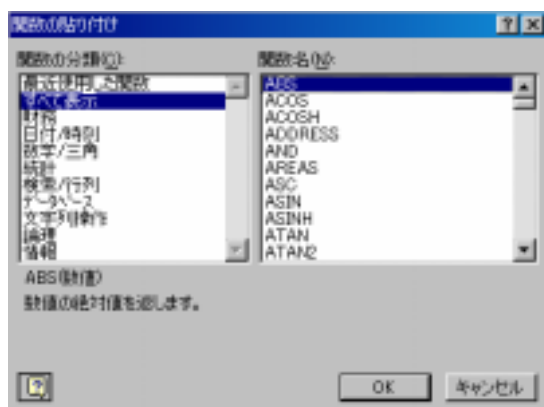 関数の貼り付け
関数の分類(C):
最近使用した関数
すべて表示
財務
日付/時刻
数学/三角
統計
検索/行列
データベース
文字列操作
論理
情報
関数名(N):
ABS
ACOS
ACOSH
ADDRESS
AND
AREAS
ASC
ASIN
ASINH
ATAN
ATAN2
ABS(数値)
数値の絶対値を返します。
OK
キャンセル